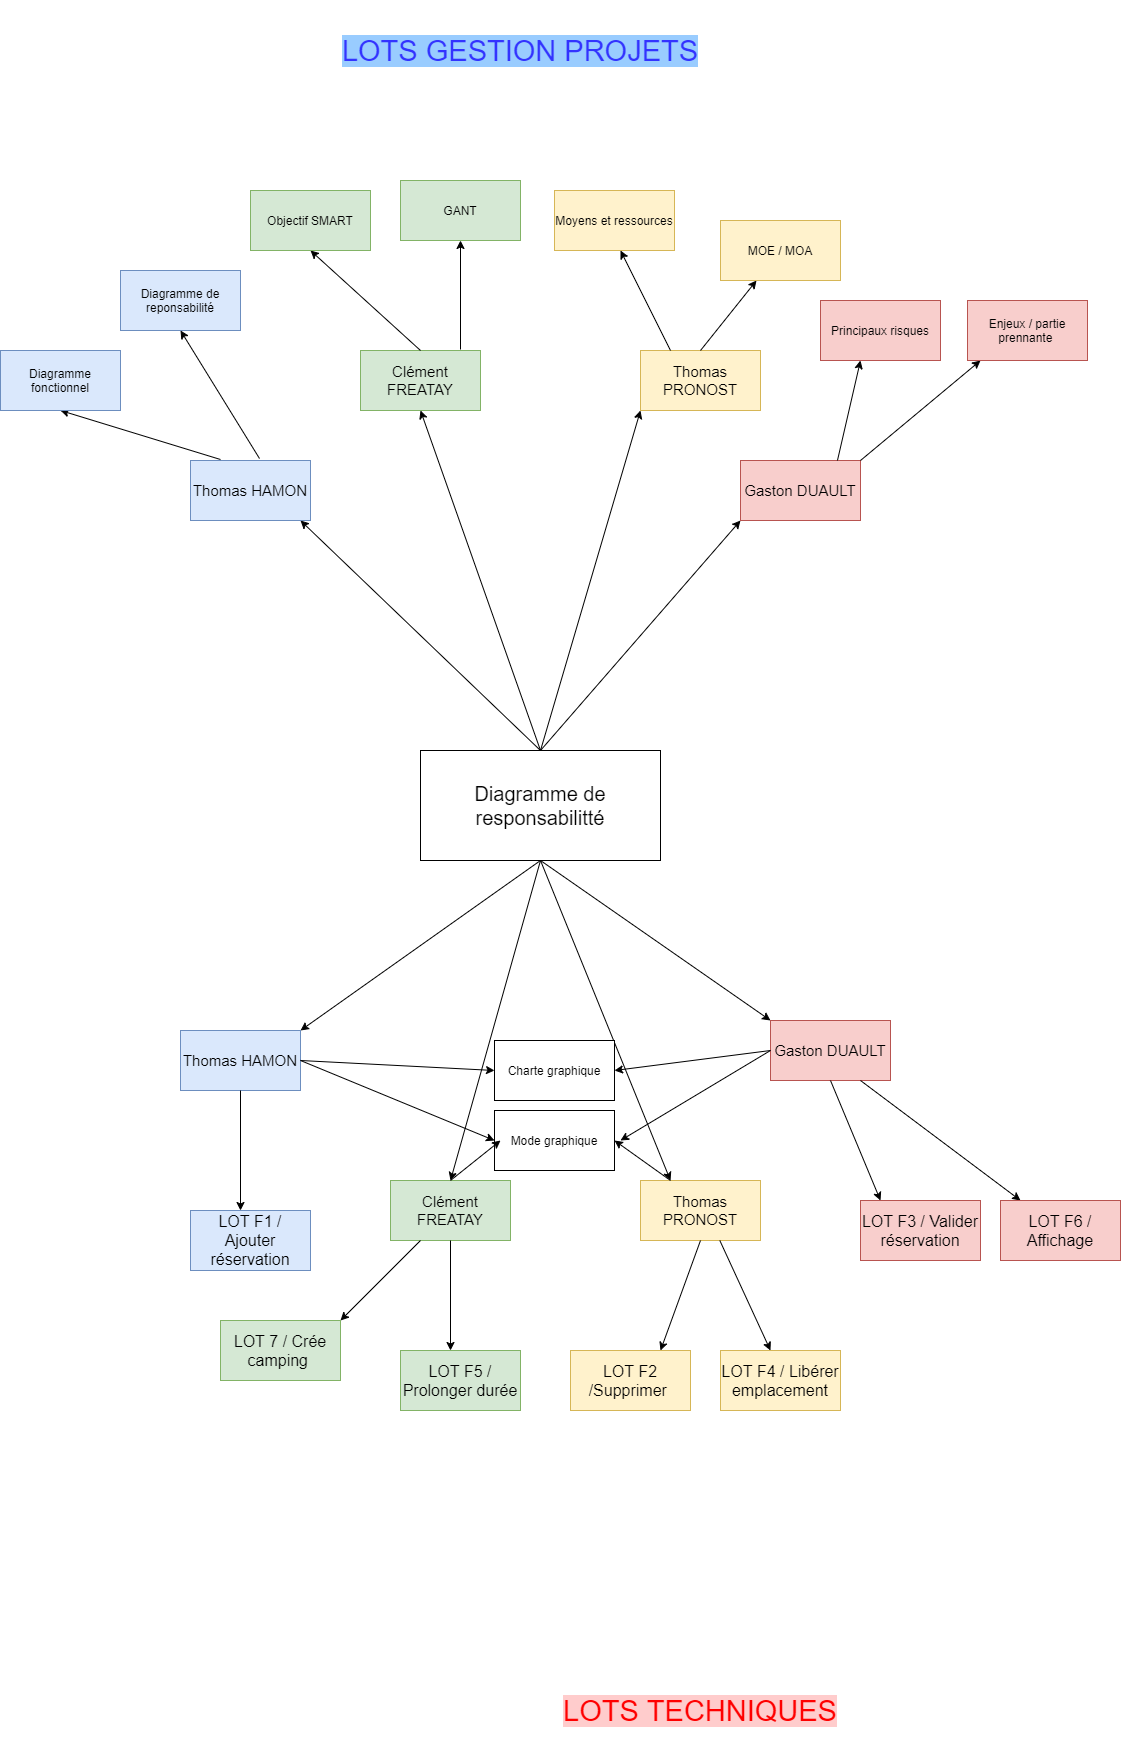 LOTS GESTION PROJETS
Objectif SMART
GANT
Moyens et ressources
MOE / MOA
Diagramme de
reponsabilité
Principaux risques
Enjeux / partie
prennante
Diagramme
fonctionnel
Clément
FREATAY
Thomas
PRONOST
Thomas HAMON
Gaston DUAULT
Diagramme de
responsabilitté
Thomas HAMON
Charte graphique
Gaston DUAULT
Mode graphique
Clément
FREATAY
Thomas
PRONOST
LOT F1 /
Ajouter
réservation
LOT F3 / Valider
réservation
LOT F6 /
Affichage
LOT 7 / Crée
camping
LOT F5 /
Prolonger durée
LOT F2
/Supprimer
LOT F4 / Libérer
emplacement
LOTS TECHNIQUES